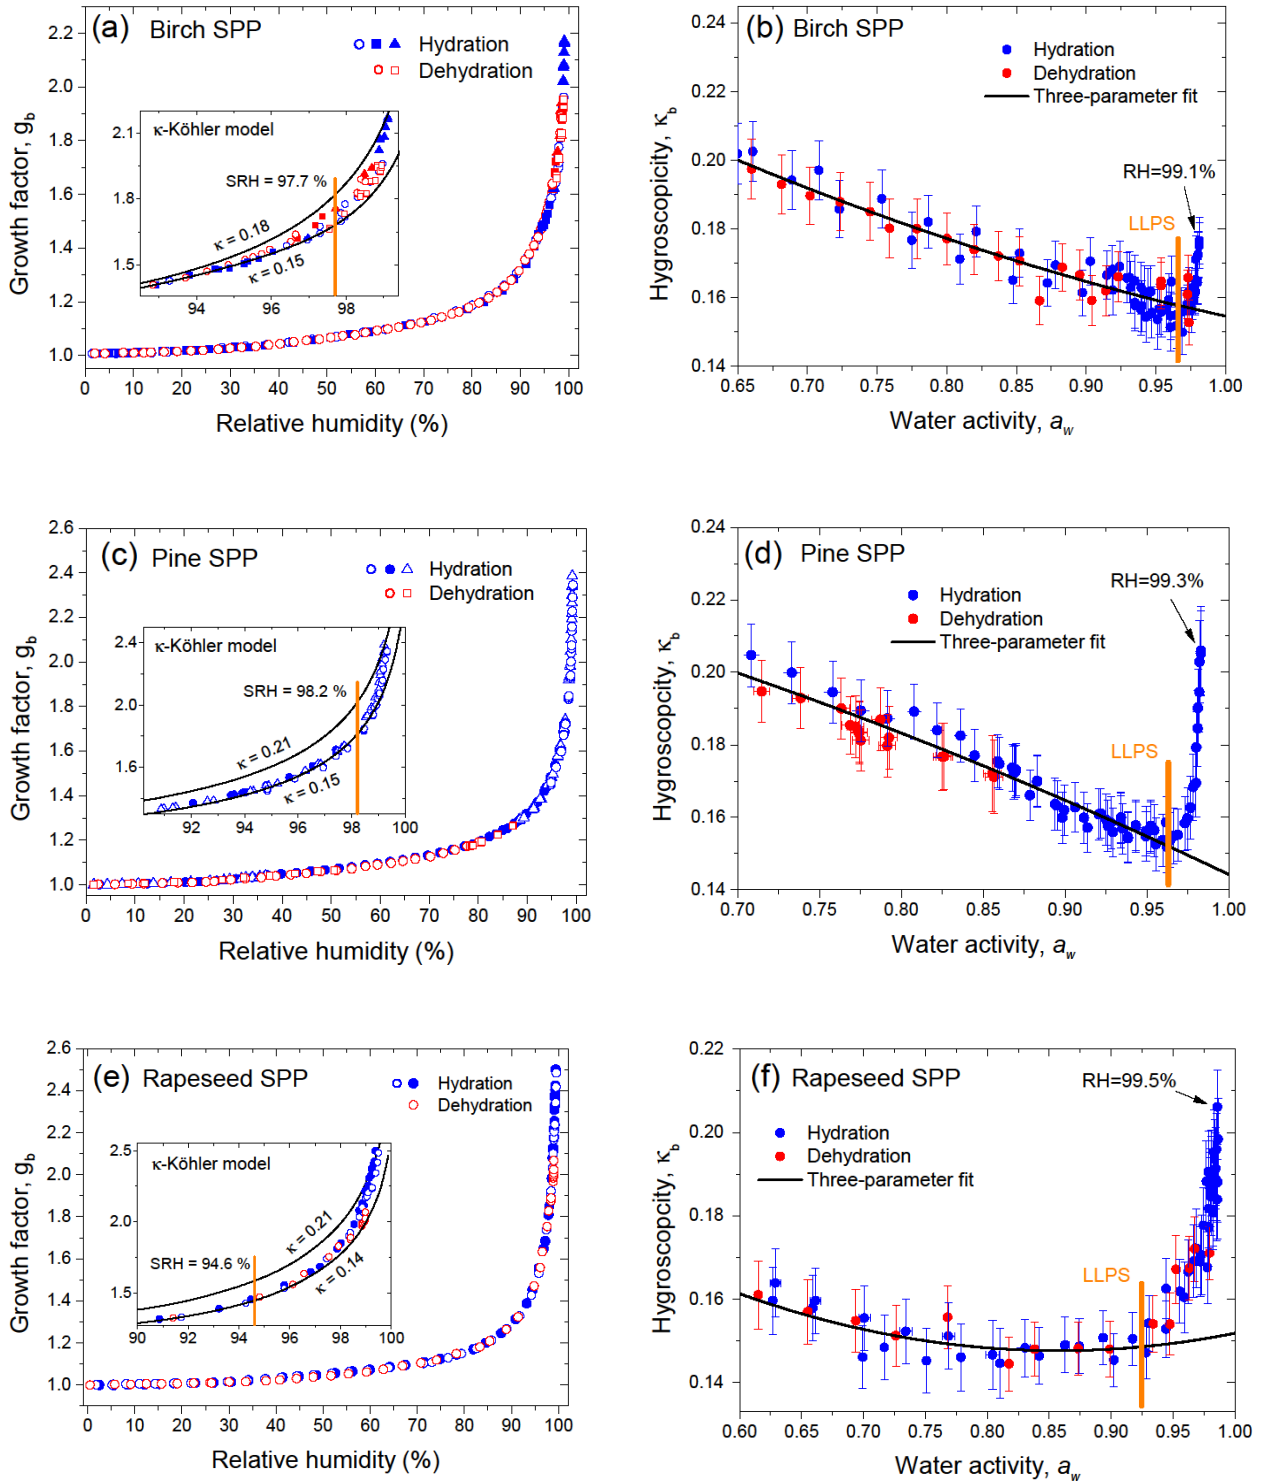 (a) Birch SPP
Hydration
Dehydration
κ-Köhler model
SRH = 97.7 %
κ = 0.18
κ = 0.15
2.1
1.8
1.5
94 96 98
Growth factor, g_b
2.2
2.0
1.8
1.6
1.4
1.2
1.0
0 10 20 30 40 50 60 70 80 90 100
Relative humidity (%)
(b) Birch SPP
Hydration
Dehydration
Three-parameter fit
RH=99.1%
LLPS
Hygroscopicity, κ_b
0.24
0.22
0.20
0.18
0.16
0.14
0.65 0.70 0.75 0.80 0.85 0.90 0.95 1.00
Water activity, a_w
(c) Pine SPP
Hydration
Dehydration
κ-Köhler model
SRH = 98.2 %
κ = 0.21
κ = 0.15
2.4
2.0
1.6
92 94 96 98 100
Growth factor, g_b
2.6
2.4
2.2
2.0
1.8
1.6
1.4
1.2
1.0
0 10 20 30 40 50 60 70 80 90 100
Relative humidity (%)
(d) Pine SPP
Hydration
Dehydration
Three-parameter fit
RH=99.3%
LLPS
Hygroscopcity, κ_b
0.24
0.22
0.20
0.18
0.16
0.14
0.70 0.75 0.80 0.85 0.90 0.95 1.00
Water activity, a_w
(e) Rapeseed SPP
Hydration
Dehydration
κ-Köhler model
SRH = 94.6 %
κ = 0.21
κ = 0.14
2.5
2.0
1.5
90 92 94 96 98 100
Growth factor, g_b
2.6
2.4
2.2
2.0
1.8
1.6
1.4
1.2
1.0
0 10 20 30 40 50 60 70 80 90 100
Relative humidity (%)
(f) Rapeseed SPP
RH=99.5%
Hydration
Dehydration
Three-parameter fit
LLPS
Hygroscopcity, κ_b
0.22
0.20
0.18
0.16
0.14
0.60 0.65 0.70 0.75 0.80 0.85 0.90 0.95 1.00
Water activity, a_w